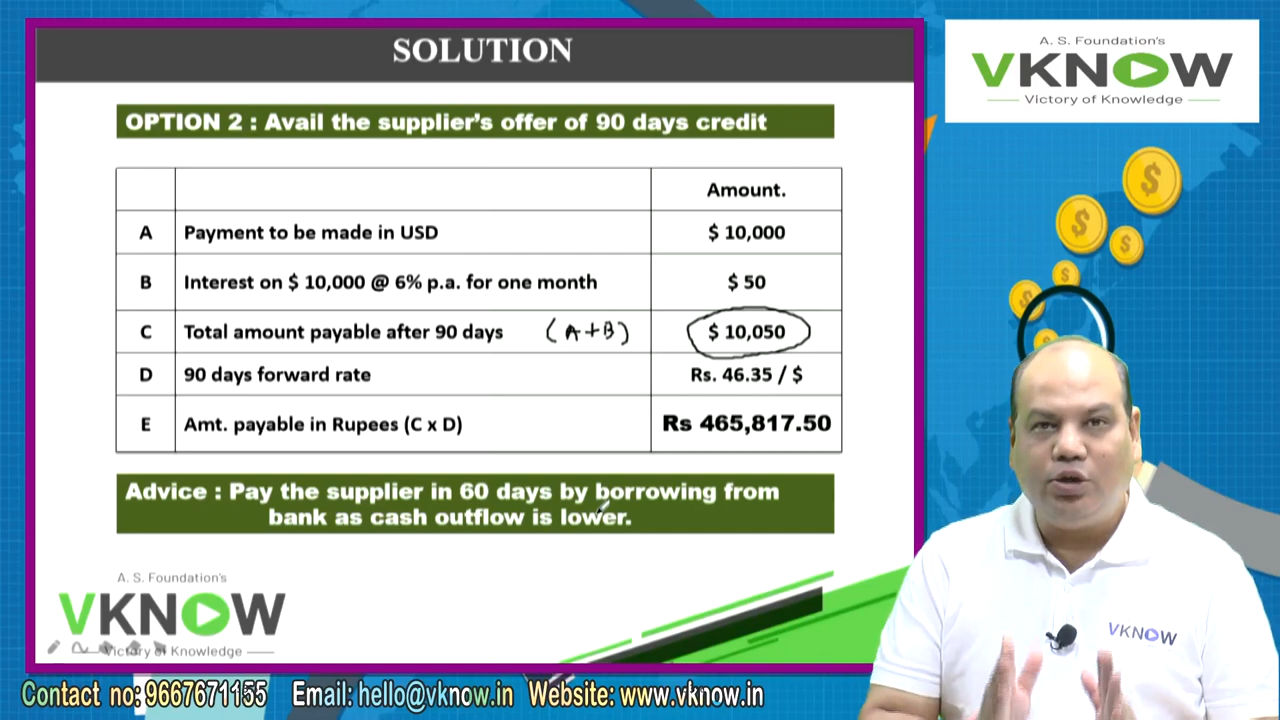 SOLUTION
A. S. Foundation's
VKNOW
Victory of Knowledge
OPTION 2 : Avail the supplier's offer of 90 days credit
Amount.
A Payment to be made in USD $ 10,000
B Interest on $ 10,000 @ 6% p.a. for one month $ 50
C Total amount payable after 90 days (A+B) $ 10,050
D 90 days forward rate Rs. 46.35 / $
E Amt. payable in Rupees (C x D) Rs 465,817.50
Advice : Pay the supplier in 60 days by borrowing from
bank as cash outflow is lower.
A. S. Foundation's
VKNOW
Victory of Knowledge
VKNOW
Contact no: 9667671155 Email: hello@vknow.in Website: www.vknow.in